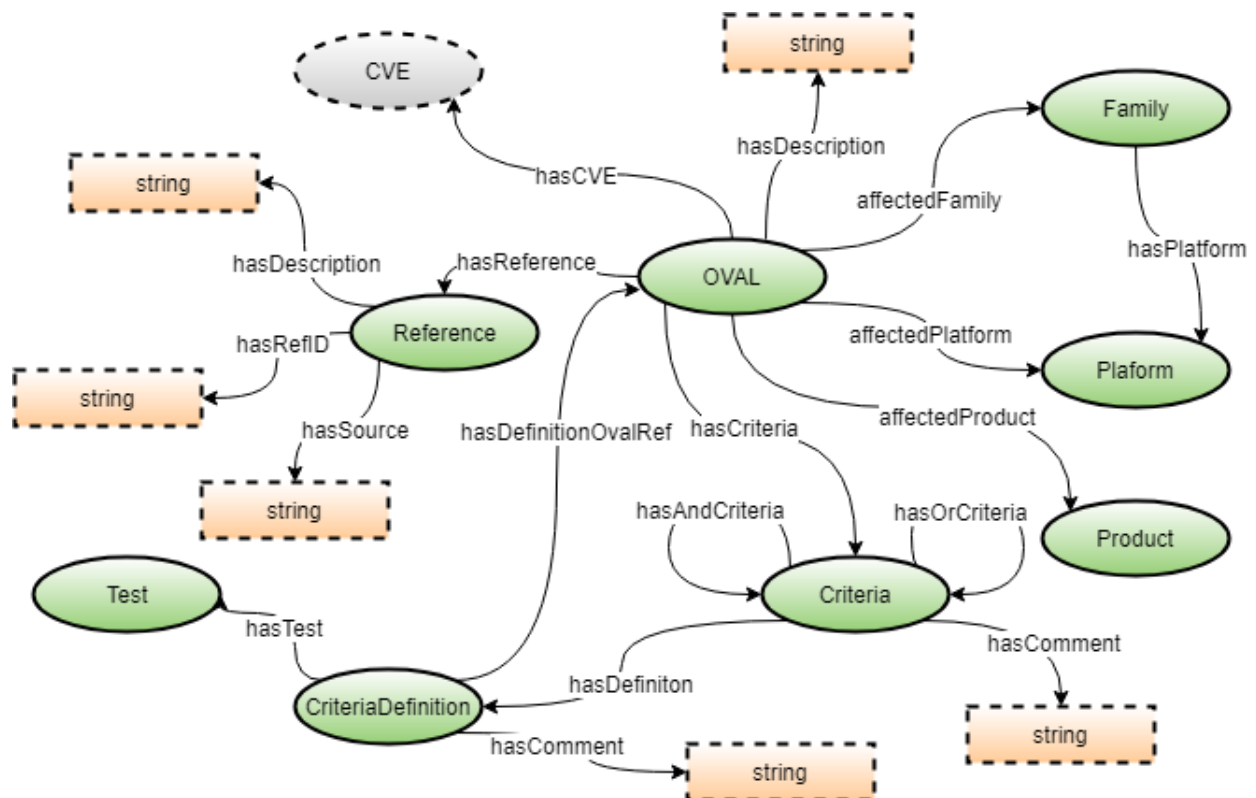 string
CVE
Family
hasDescription
string
hasCVE
affectedFamily
hasPlatform
hasDescription
hasReference
OVAL
Reference
hasRefID
affectedPlatform
Plaform
string
hasSource
hasDefinitionOvalRef
hasCriteria
affectedProduct
string
hasAndCriteria
hasOrCriteria
Product
Test
Criteria
hasTest
hasComment
hasDefiniton
CriteriaDefinition
string
hasComment
string